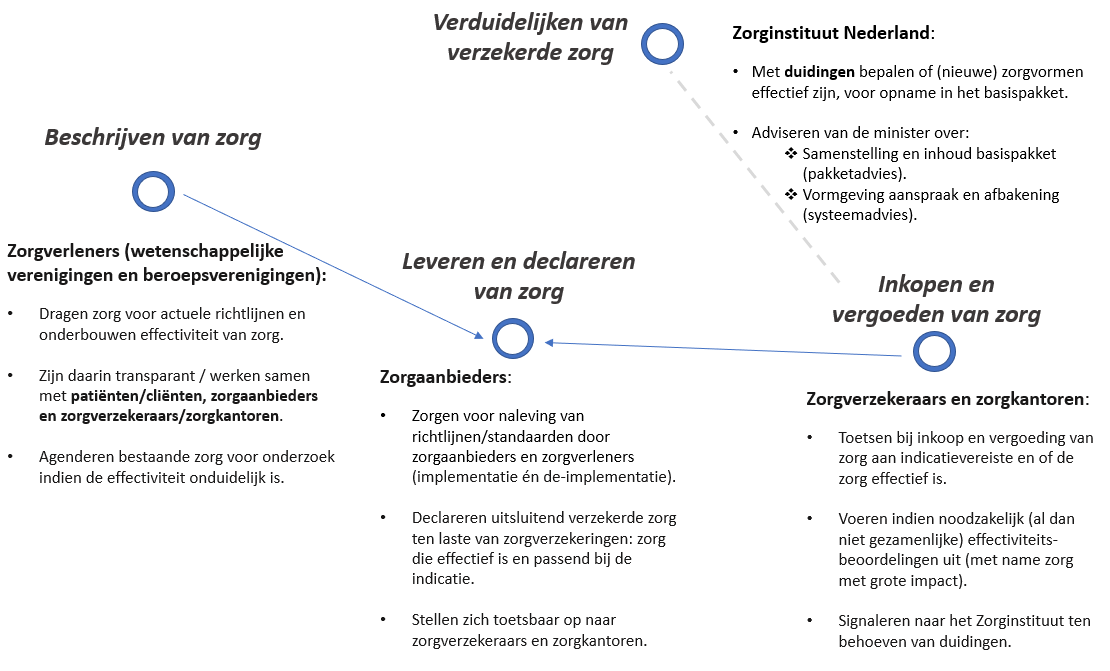 Verduidelijken van
verzekerde zorg
Zorginstituut Nederland:
• Met duidingen bepalen of (nieuwe) zorgvormen
effectief zijn, voor opname in het basispakket.
• Adviseren van de minister over:
❖ Samenstelling en inhoud basispakket
(pakketadvies).
❖ Vormgeving aanspraak en afbakening
(systeemadvies).
Beschrijven van zorg
Zorgverleners (wetenschappelijke
verenigingen en beroepsverenigingen):
• Dragen zorg voor actuele richtlijnen en
onderbouwen effectiviteit van zorg.
• Zijn daarin transparant / werken samen
met patiënten/cliënten, zorgaanbieders
en zorgverzekeraars/zorgkantoren.
• Agenderen bestaande zorg voor onderzoek
indien de effectiviteit onduidelijk is.
Leveren en declareren
van zorg
Zorgaanbieders:
• Zorgen voor naleving van
richtlijnen/standaarden door
zorgaanbieders en zorgverleners
(implementatie én de-implementatie).
• Declareren uitsluitend verzekerde zorg
ten laste van zorgverzekeringen: zorg
die effectief is en passend bij de
indicatie.
• Stellen zich toetsbaar op naar
zorgverzekeraars en zorgkantoren.
Inkopen en
vergoeden van zorg
Zorgverzekeraars en zorgkantoren:
• Toetsen bij inkoop en vergoeding van
zorg aan indicatievereiste en of de
zorg effectief is.
• Voeren indien noodzakelijk (al dan
niet gezamenlijke) effectiviteits-
beoordelingen uit (met name zorg
met grote impact).
• Signaleren naar het Zorginstituut ten
behoeven van duidingen.